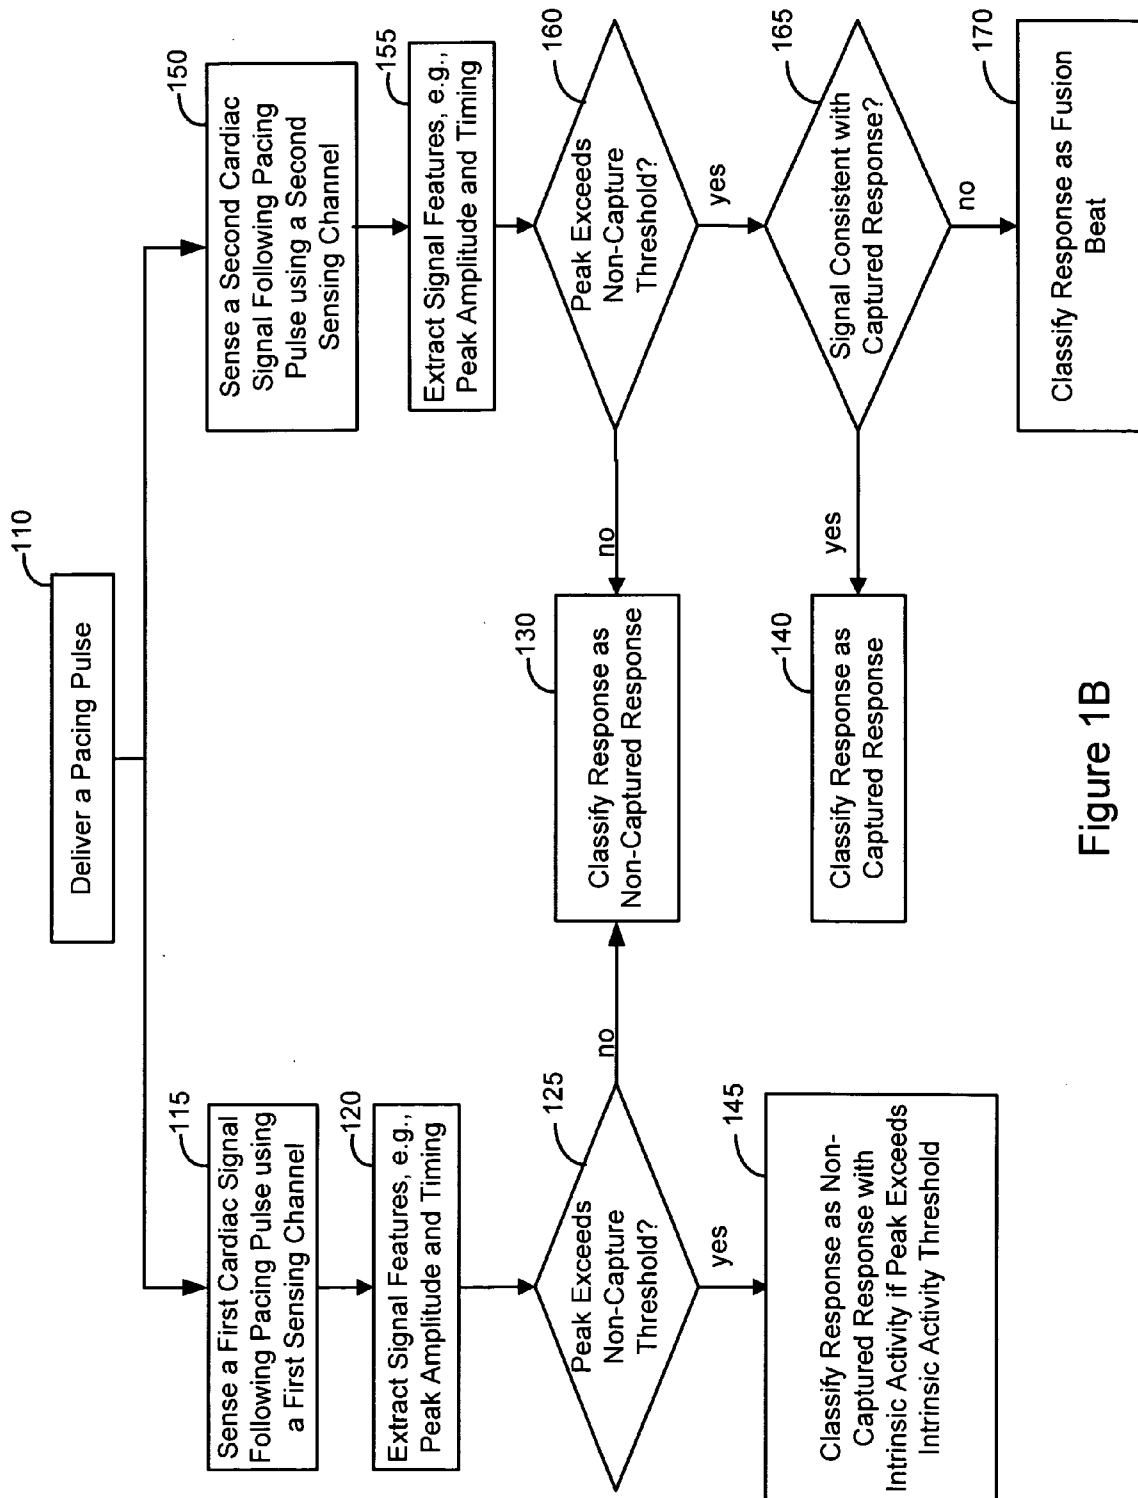 110
Deliver a Pacing Pulse
115
Sense a First Cardiac Signal
Following Pacing Pulse using
a First Sensing Channel
120
Extract Signal Features, e.g.,
Peak Amplitude and Timing
125
Peak Exceeds
Non-Capture
Threshold?
no
yes
145
Classify Response as Non-
Captured Response with
Intrinsic Activity if Peak Exceeds
Intrinsic Activity Threshold
130
Classify Response as
Non-Captured Response
140
Classify Response as
Captured Response
150
Sense a Second Cardiac
Signal Following Pacing
Pulse using a Second
Sensing Channel
155
Extract Signal Features, e.g.,
Peak Amplitude and Timing
160
Peak Exceeds
Non-Capture
Threshold?
no
yes
165
Signal Consistent with
Captured Response?
yes
no
170
Classify Response as Fusion
Beat
Figure 1B